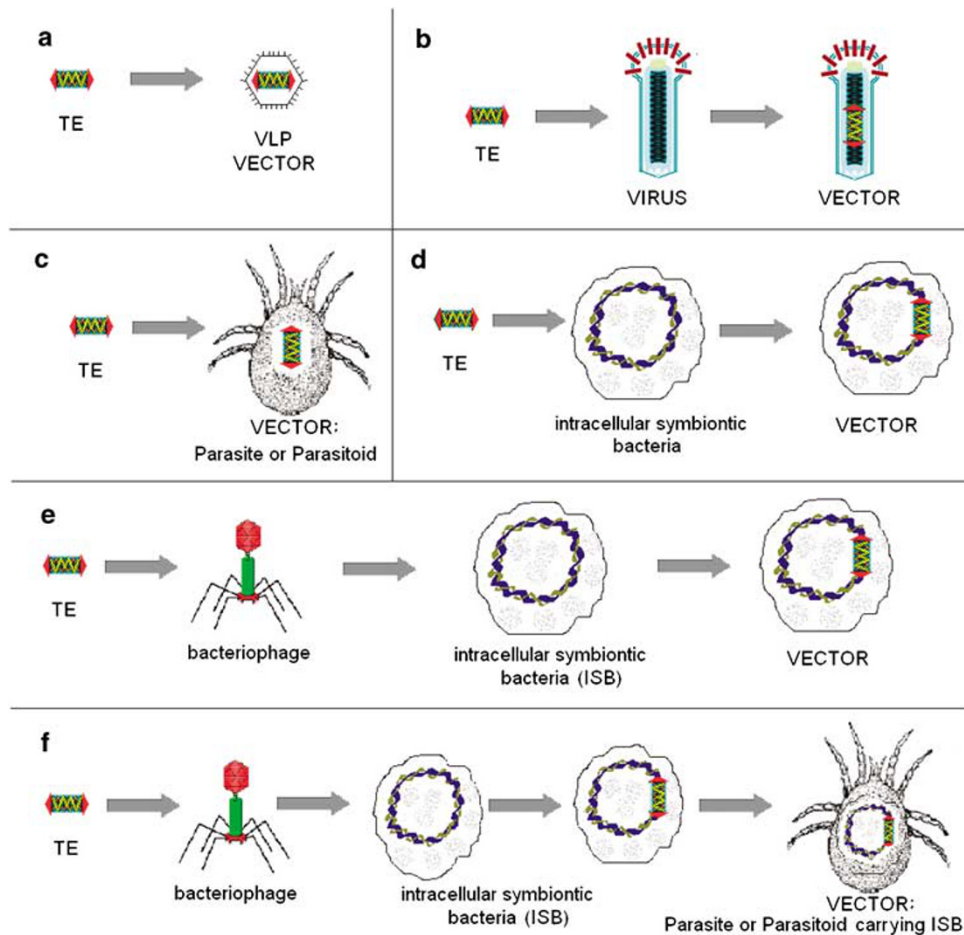 a
TE
VLP
VECTOR
b
TE
VIRUS
VECTOR
c
TE
VECTOR:
Parasite or Parasitoid
d
TE
intracellular symbiontic
bacteria
VECTOR
e
TE
bacteriophage
intracellular symbiontic
bacteria (ISB)
VECTOR
f
TE
bacteriophage
intracellular symbiontic
bacteria (ISB)
VECTOR:
Parasite or Parasitoid carrying ISB